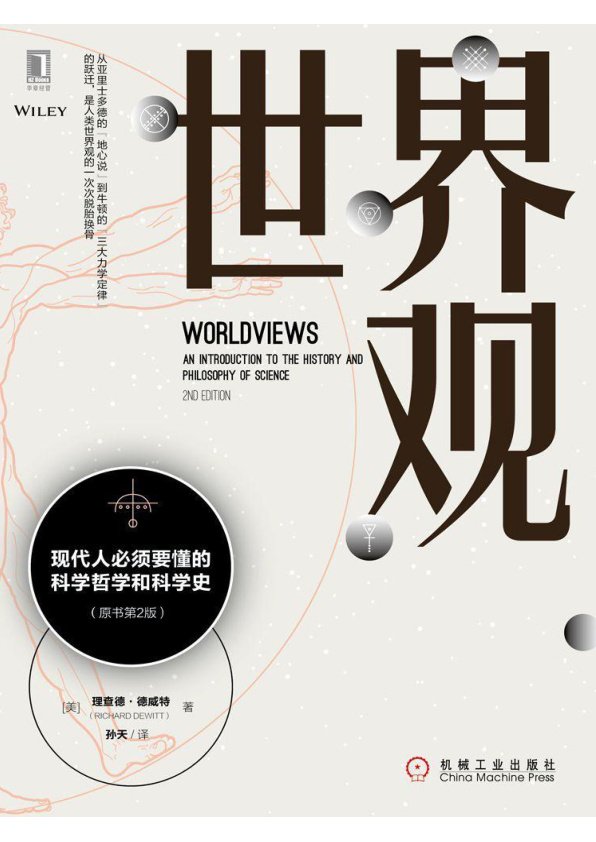 世界观
HZ BOOKS
华章经管
WILEY
从亚里士多德的「地心说」到牛顿的「三大力学定律」
的跃迁，是人类世界观的一次次脱胎换骨
WORLDVIEWS
AN INTRODUCTION TO THE HISTORY AND
PHILOSOPHY OF SCIENCE
2ND EDITION
现代人必须要懂的
科学哲学和科学史
（原书第2版）
[美] 理查德·德威特 著
（RICHARD DEWITT）
孙天 / 译
机械工业出版社
China Machine Press